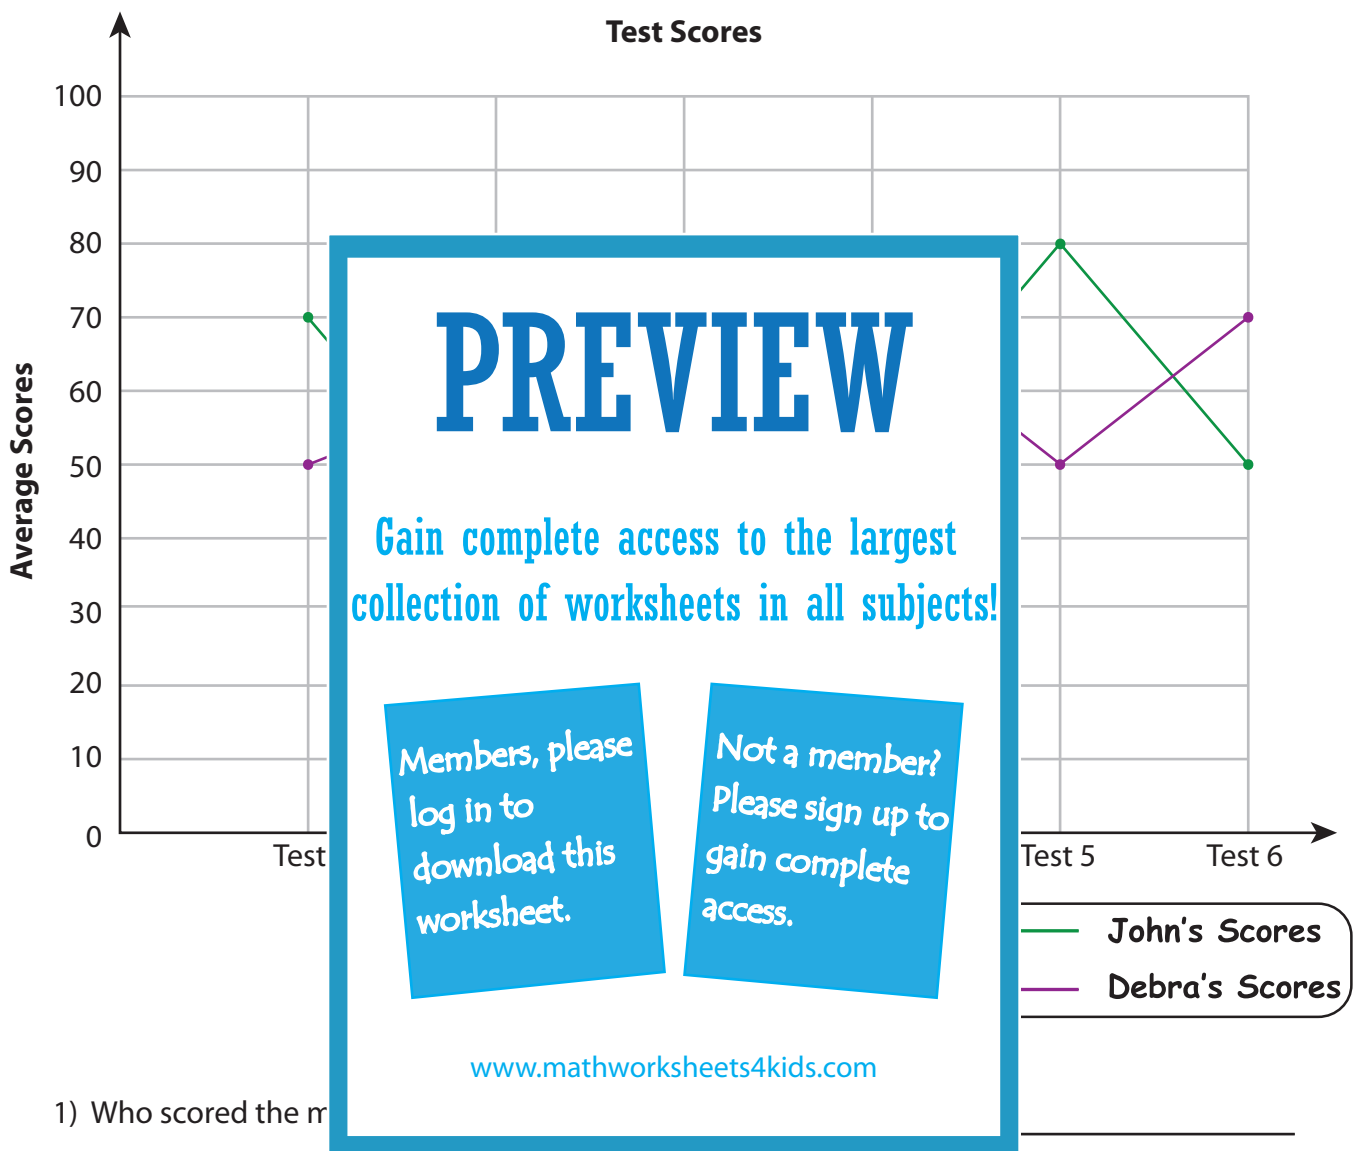 Test Scores
100
90
80
70
60
50
40
30
20
10
0
Average Scores
Test
Test 5
Test 6
John's Scores
Debra's Scores
PREVIEW
Gain complete access to the largest
collection of worksheets in all subjects!
Members, please
log in to
download this
worksheet.
Not a member?
Please sign up to
gain complete
access.
www.mathworksheets4kids.com
1) Who scored the